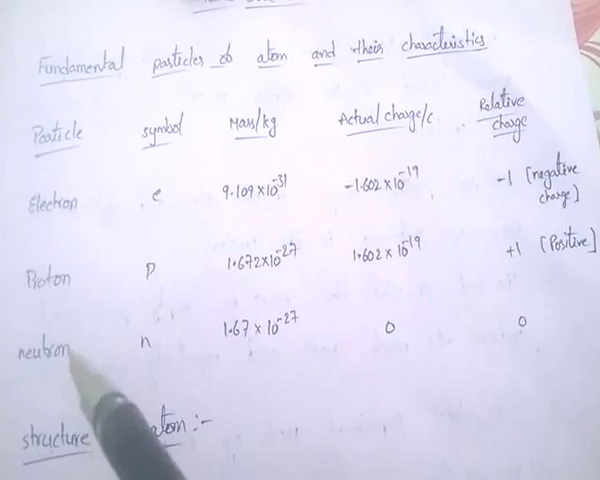 Fundamental particles of atom and their characteristics
Particle symbol Mass/kg Actual charge/c Relative charge
Electron e 9.109×10⁻³¹ -1.602×10⁻¹⁹ -1 [negative charge]
Proton p 1.672×10⁻²⁷ 1.602×10⁻¹⁹ +1 [Positive]
neutron n 1.67×10⁻²⁷ 0 0
structure atom :-